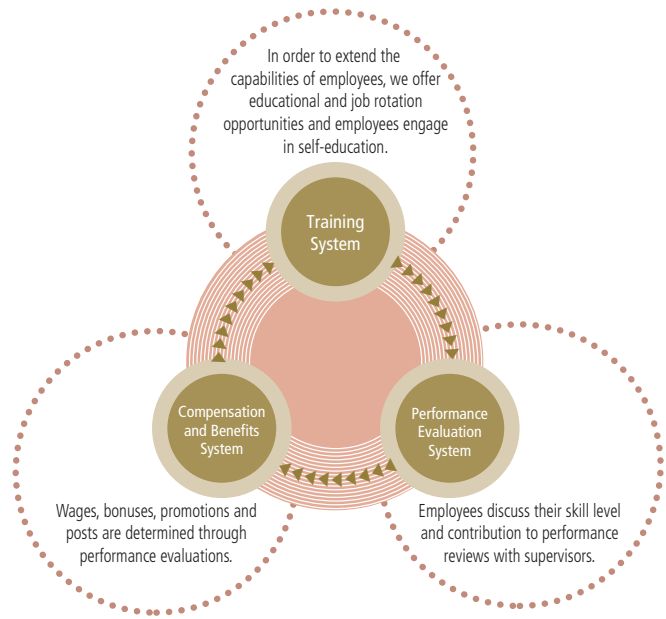 In order to extend the
capabilities of employees, we offer
educational and job rotation
opportunities and employees engage
in self-education.
Training
System
Compensation
and Benefits
System
Performance
Evaluation
System
Wages, bonuses, promotions and
posts are determined through
performance evaluations.
Employees discuss their skill level
and contribution to performance
reviews with supervisors.